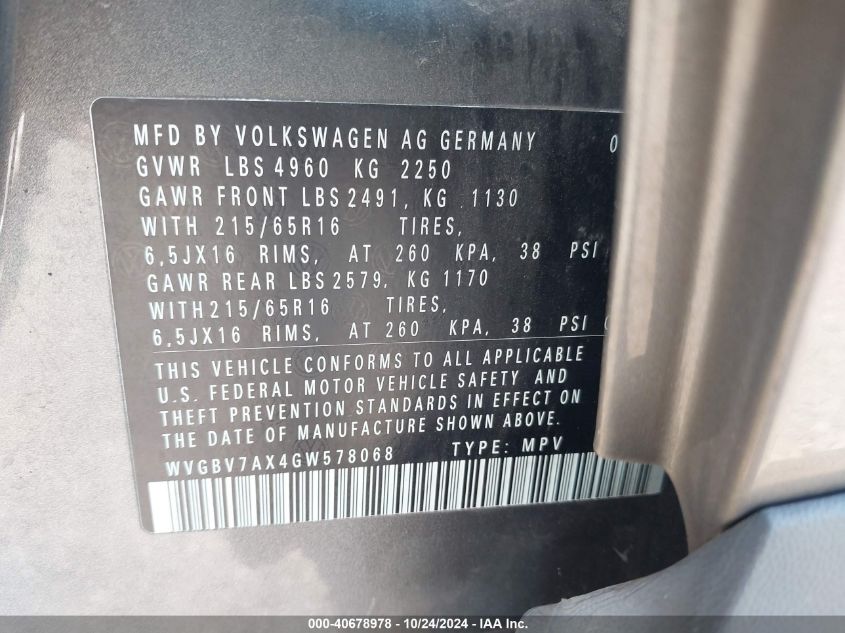 MFD BY VOLKSWAGEN AG GERMANY 0
GVWR LBS 4960 KG 2250
GAWR FRONT LBS 2491, KG 1130
WITH 215/65R16 TIRES,
6,5JX16 RIMS, AT 260 KPA, 38 PSI
GAWR REAR LBS 2579, KG 1170
WITH 215/65R16 TIRES,
6,5JX16 RIMS, AT 260 KPA, 38 PSI
THIS VEHICLE CONFORMS TO ALL APPLICABLE
U.S. FEDERAL MOTOR VEHICLE SAFETY AND
THEFT PREVENTION STANDARDS IN EFFECT ON
THE DATE OF MANUFACTURE SHOWN ABOVE.
WVGBV7AX4GW578068 TYPE: MPV
000-40678978 - 10/24/2024 - IAA Inc.